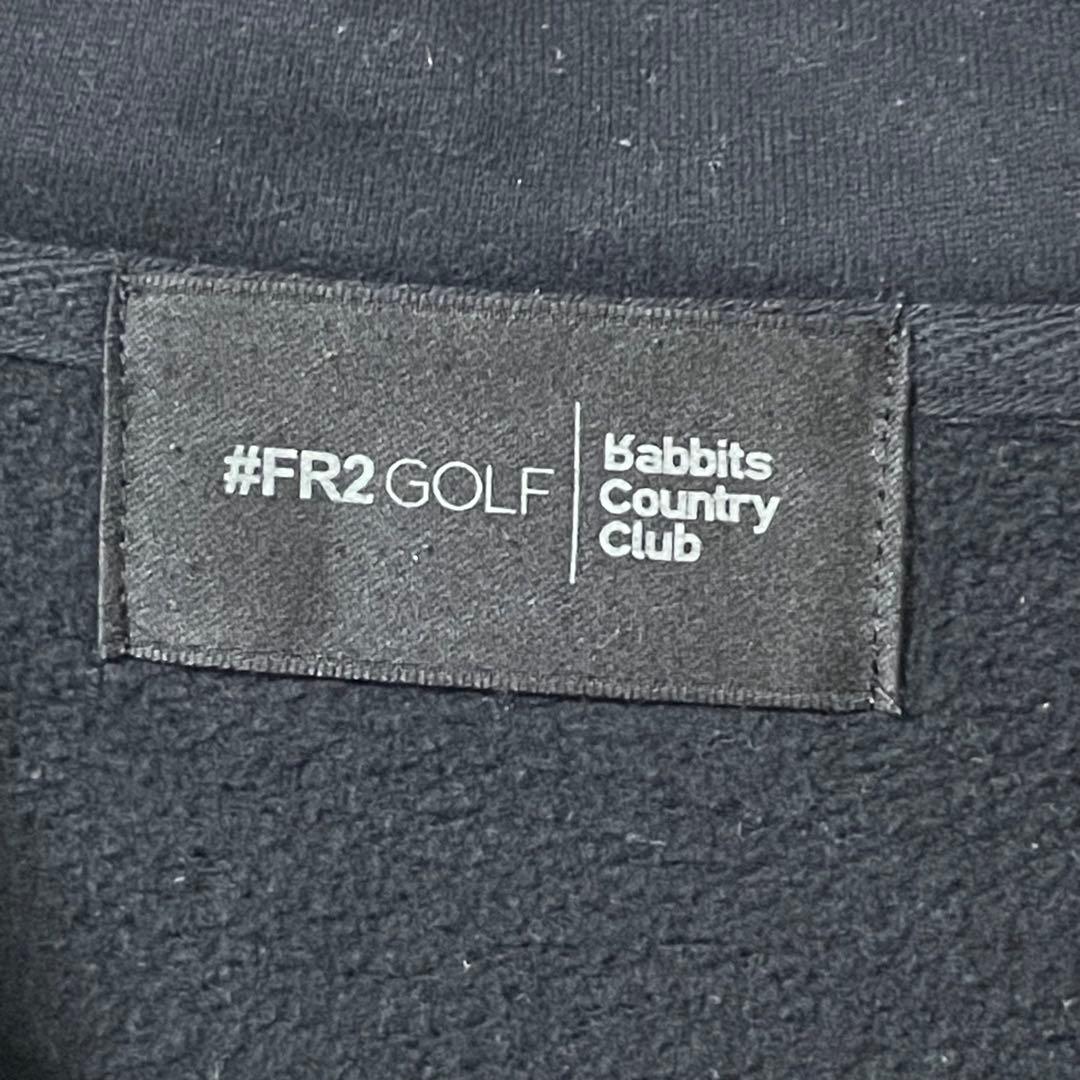 #FR2 GOLF
Rabbits
Country
Club